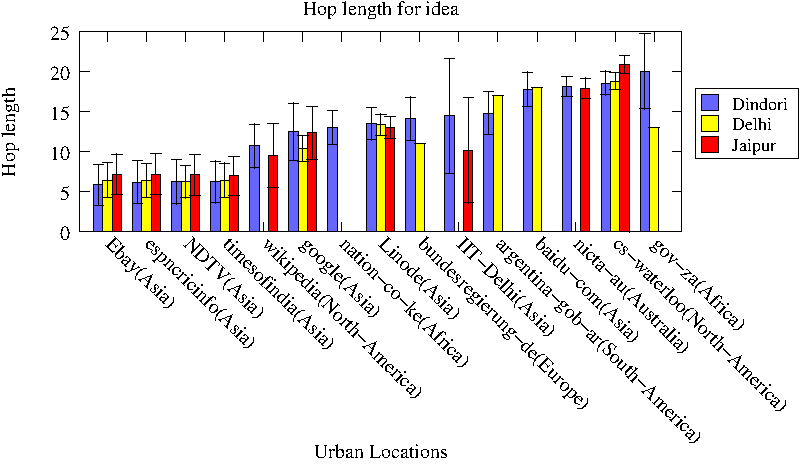 Hop length for idea
Hop length
25
20
15
10
5
0
Dindori
Delhi
Jaipur
Ebay(Asia)
espncricinfo(Asia)
NDTV(Asia)
timesofindia(Asia)
wikipedia(North-America)
google(Asia)
nation-co-ke(Africa)
Linode(Asia)
bundesregierung-de(Europe)
IIT-Delhi(Asia)
argentina-gob-ar(South-America)
baidu-com(Asia)
nicta-au(Australia)
cs-waterloo(North-America)
gov-za(Africa)
Urban Locations